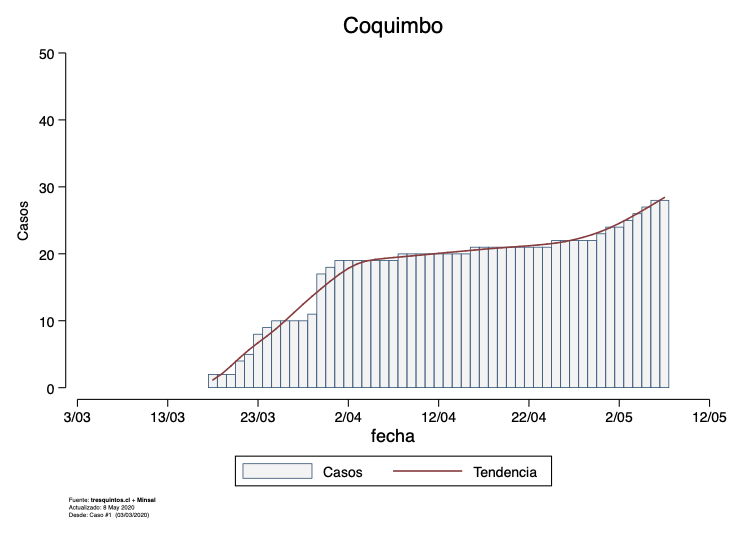 Coquimbo
50
40
30
20
10
0
Casos
3/03 13/03 23/03 2/04 12/04 22/04 2/05 12/05
fecha
Casos Tendencia
Fuente: tresquintos.cl + Minsal
Actualizado: 8 May 2020
Desde: Caso #1 (03/03/2020)